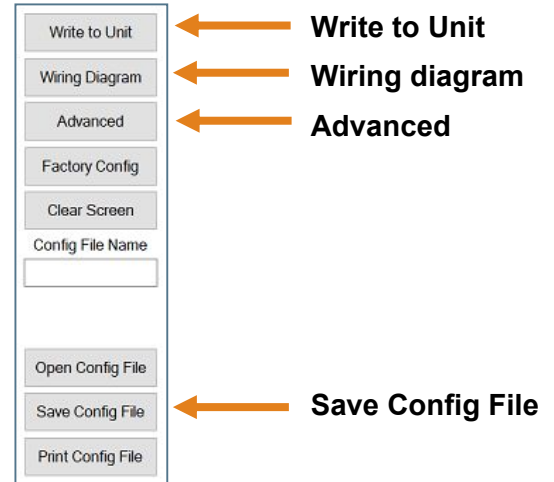 Write to Unit
Write to Unit
Wiring Diagram
Wiring diagram
Advanced
Advanced
Factory Config
Clear Screen
Config File Name
Open Config File
Save Config File
Save Config File
Print Config File